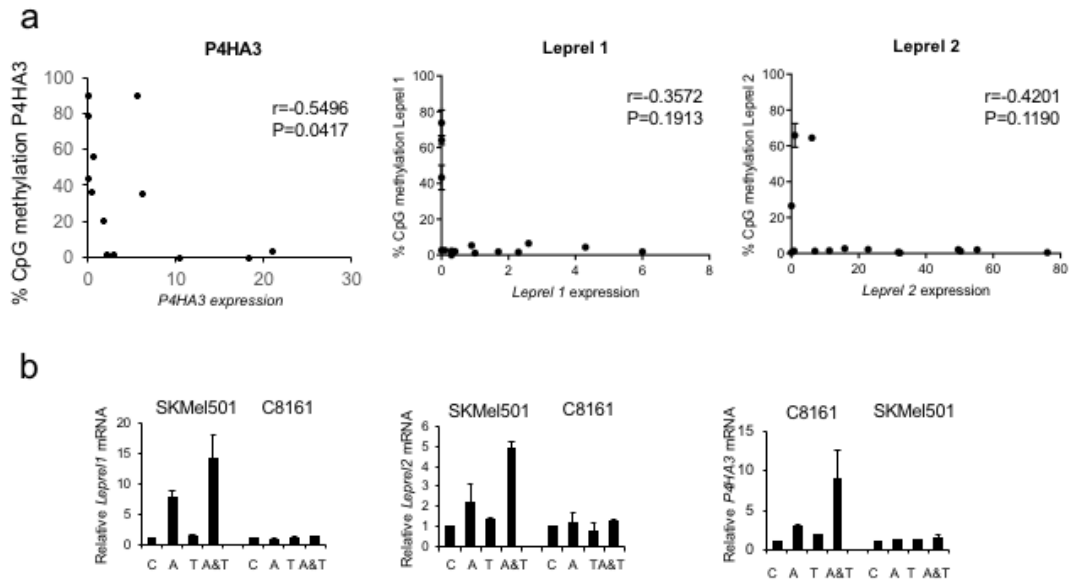 a
P4HA3
Leprel 1
Leprel 2
% CpG methylation P4HA3
100
80
60
40
20
0
0 10 20 30
P4HA3 expression
r=-0.5496
P=0.0417
% CpG methylation Leprel 1
100
80
60
40
20
0
0 2 4 6 8
Leprel 1 expression
r=-0.3572
P=0.1913
% CpG methylation Leprel 2
100
80
60
40
20
0
0 20 40 60 80
Leprel 2 expression
r=-0.4201
P=0.1190
b
SKMel501 C8161
Relative Leprel1 mRNA
20
15
10
5
0
C A T A&T C A T A&T
SKMel501 C8161
Relative Leprel2 mRNA
6
5
4
3
2
1
0
C A T A&T C A TA&T
C8161 SKMel501
Relative P4HA3 mRNA
15
10
5
0
C A T A&T C A T A&T